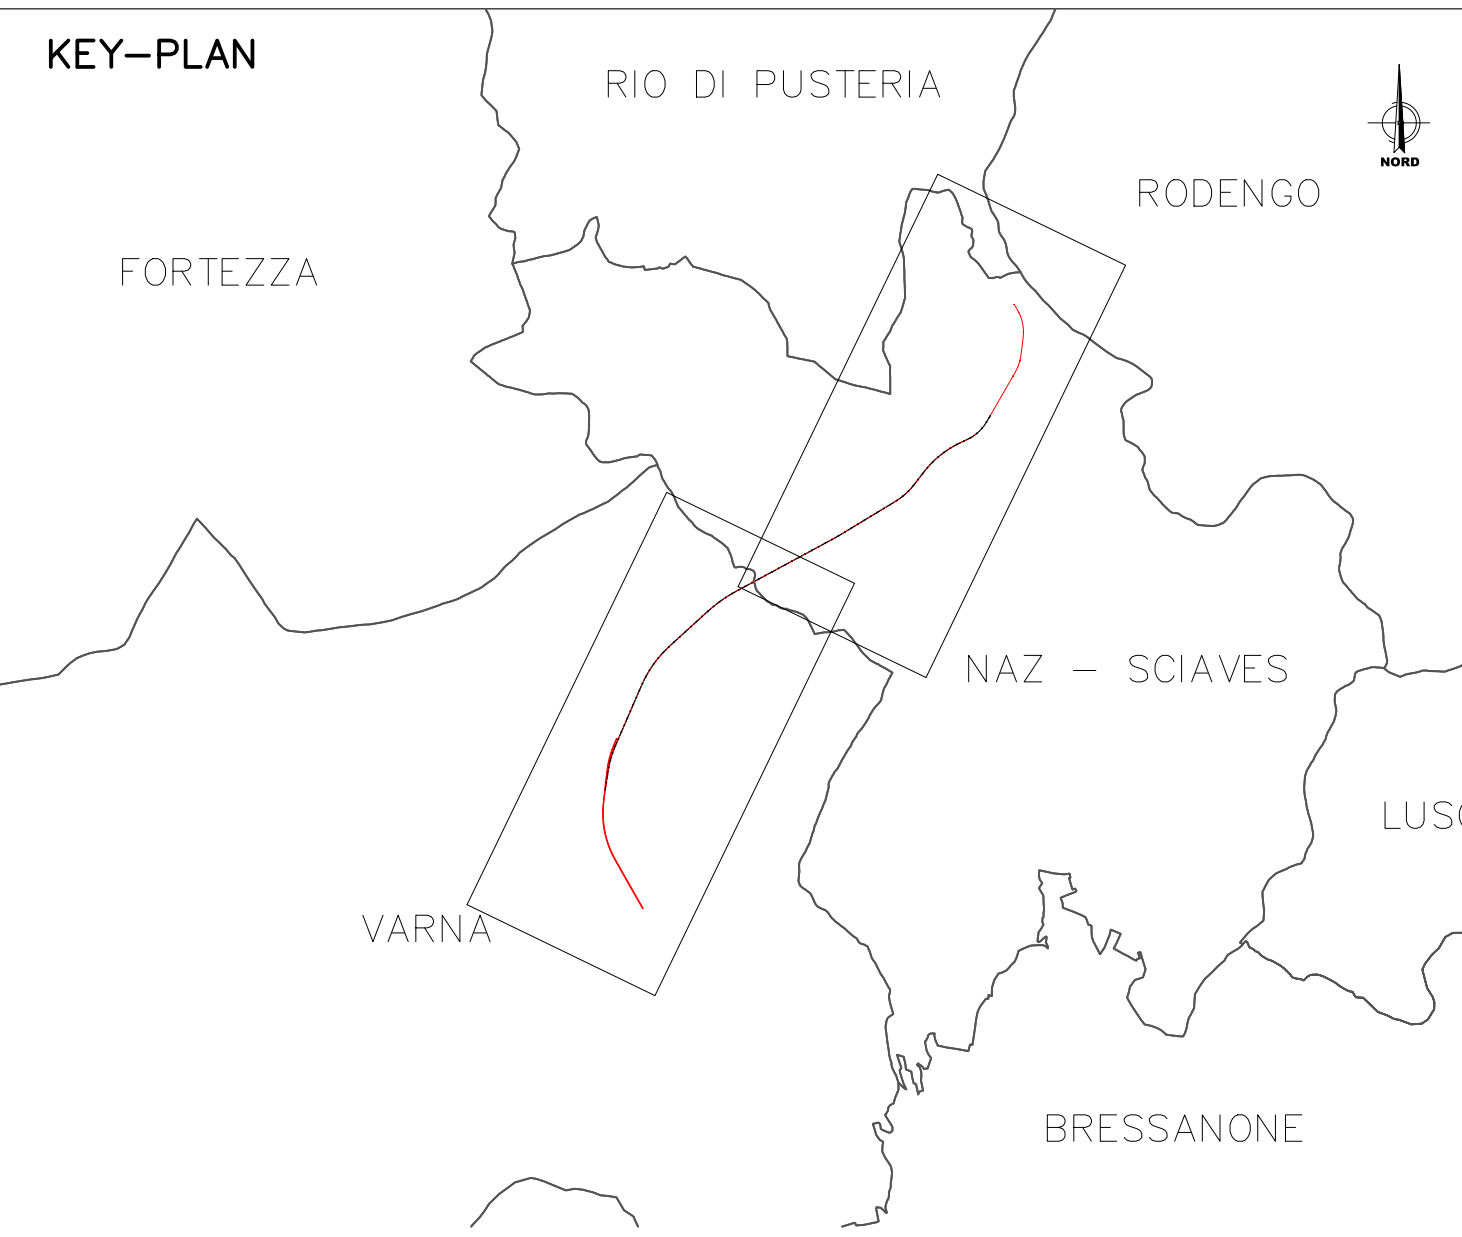 KEY-PLAN
RIO DI PUSTERIA
NORD
RODENGO
FORTEZZA
NAZ - SCIAVES
LUSC
VARNA
BRESSANONE